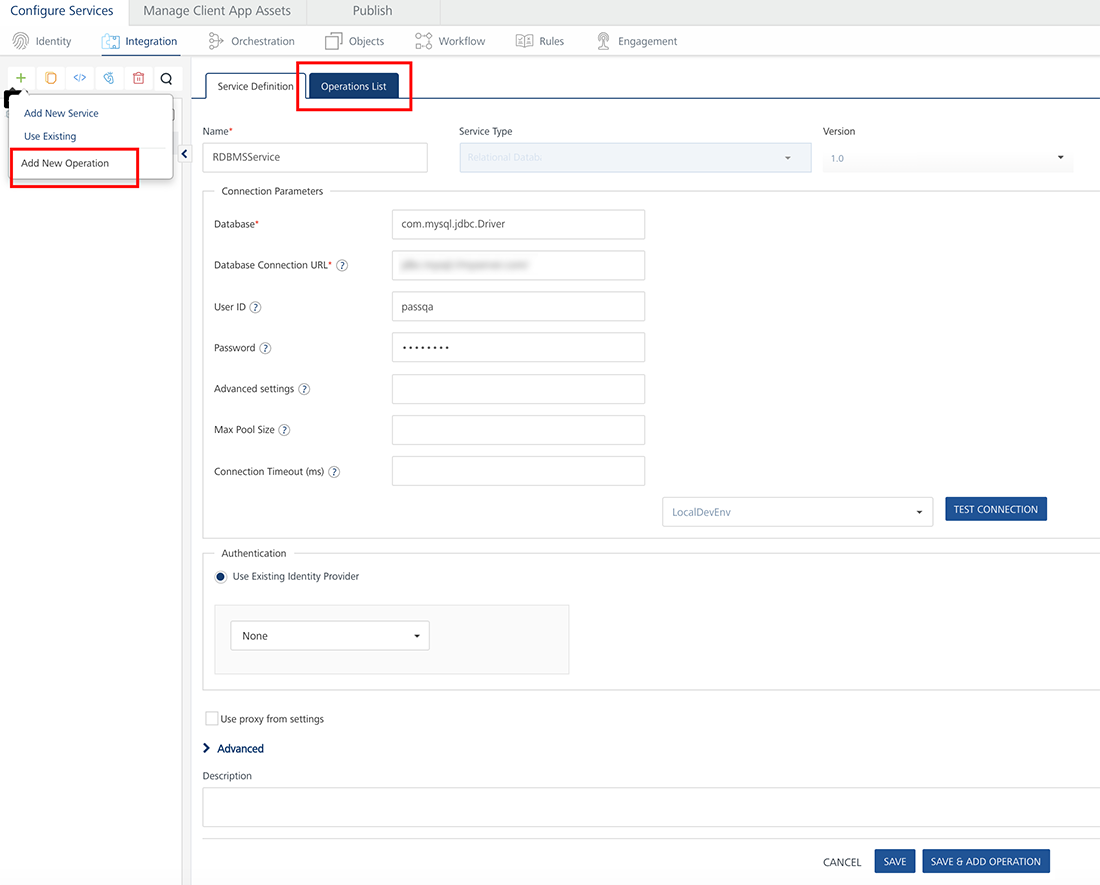 Configure Services Manage Client App Assets Publish
Identity Integration Orchestration Objects Workflow Rules Engagement
Add New Service
Use Existing
Add New Operation
Service Definition Operations List
Name* Service Type Version
RDBMSService Relational 1.0
Connection Parameters
Database* com.mysql.jdbc.Driver
Database Connection URL* ?
User ID ? passqa
Password ? ••••••••
Advanced settings ?
Max Pool Size ?
Connection Timeout (ms) ?
LocalDevEnv TEST CONNECTION
Authentication
Use Existing Identity Provider
None
Use proxy from settings
Advanced
Description
CANCEL SAVE SAVE & ADD OPERATION